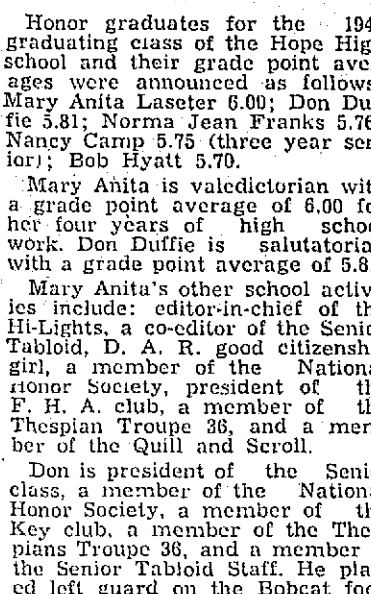 Honor graduates for the 194
graduating class of the Hope Hig
school and their grade point ave
ages were announced as follows
Mary Anita Laseter 6.00; Don Du
fie 5.81; Norma Jean Franks 5.76
Nancy Camp 5.75 (three year sen
ior); Bob Hyatt 5.70.
Mary Anita is valedictorian wit
a grade point average of 6.00 fo
her four years of high schoo
work. Don Duffie is salutatoria
with a grade point average of 5.8
Mary Anita's other school activ
ies include: editor-in-chief of th
Hi-Lights, a co-editor of the Senio
Tabloid, D. A. R. good citizensh
girl, a member of the Nationa
Honor Society, president of th
F. H. A. club, a member of th
Thespian Troupe 36, and a mem
ber of the Quill and Scroll.
Don is president of the Seni
class, a member of the Nationa
Honor Society, a member of th
Key club, a member of the Thes
pians Troupe 36, and a member
the Senior Tabloid Staff. He pla
ed left guard on the Bobcat foo